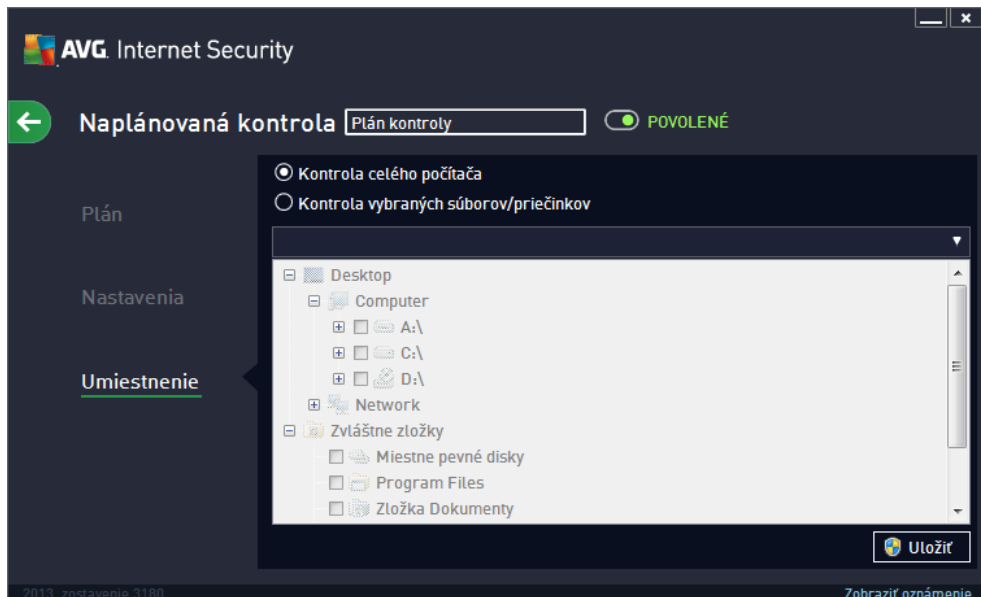 AVG. Internet Security
Naplánovaná kontrola Plán kontroly POVOLENÉ
Kontrola celého počítača
Kontrola vybraných súborov/priečinkov
Plán
Nastavenia
Umiestnenie
Desktop
Computer
A:\
C:\
D:\
Network
Zvláštne zložky
Miestne pevné disky
Program Files
Zložka Dokumenty
Uložiť
2013, zostavenie 3180
Zobraziť oznámenie